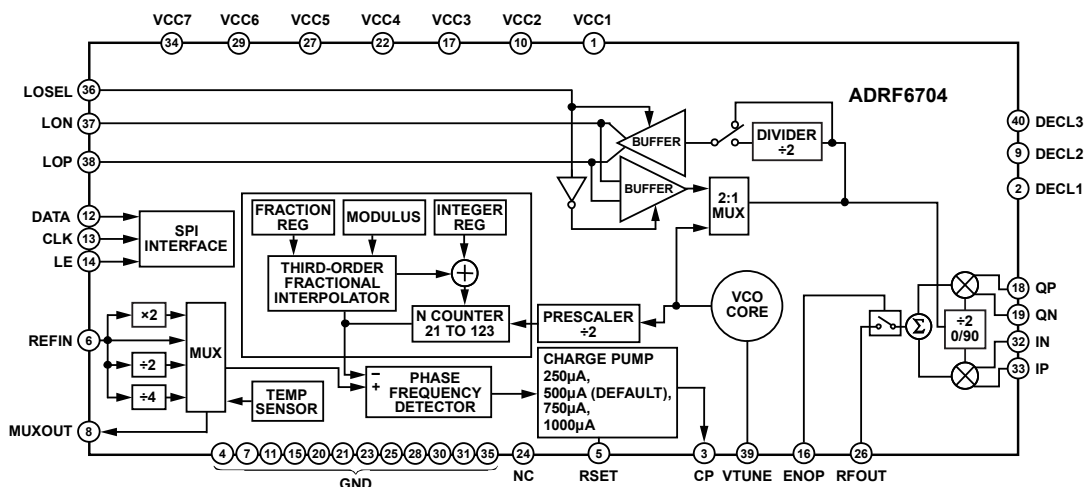 VCC7 VCC6 VCC5 VCC4 VCC3 VCC2 VCC1
34 29 27 22 17 10 1
LOSEL 36
ADRF6704
LON 37
LOP 38
40 DECL3
9 DECL2
2 DECL1
BUFFER
DIVIDER
÷2
BUFFER
2:1
MUX
DATA 12
CLK 13
LE 14
SPI
INTERFACE
FRACTION
REG
MODULUS
INTEGER
REG
THIRD-ORDER
FRACTIONAL
INTERPOLATOR
+
N COUNTER
21 TO 123
PRESCALER
÷2
VCO
CORE
18 QP
19 QN
32 IN
33 IP
Σ
÷2
0/90
REFIN 6
×2
÷2
÷4
MUX
TEMP
SENSOR
MUXOUT 8
−
+
PHASE
FREQUENCY
DETECTOR
CHARGE PUMP
250µA,
500µA (DEFAULT),
750µA,
1000µA
4 7 11 15 20 21 23 25 28 30 31 35 24 5 3 39 16 26
GND NC RSET CP VTUNE ENOP RFOUT